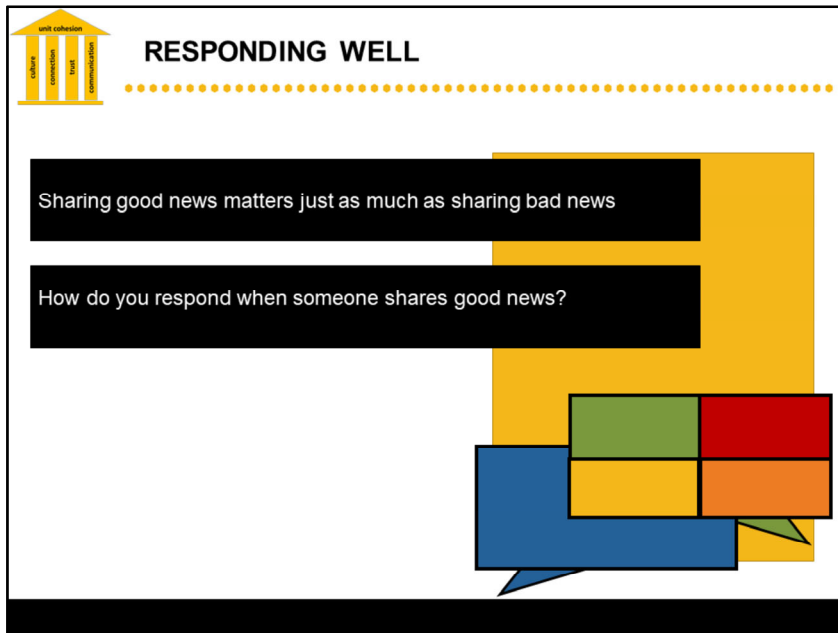 unit cohesion
culture
connection
trust
communication
RESPONDING WELL
Sharing good news matters just as much as sharing bad news
How do you respond when someone shares good news?